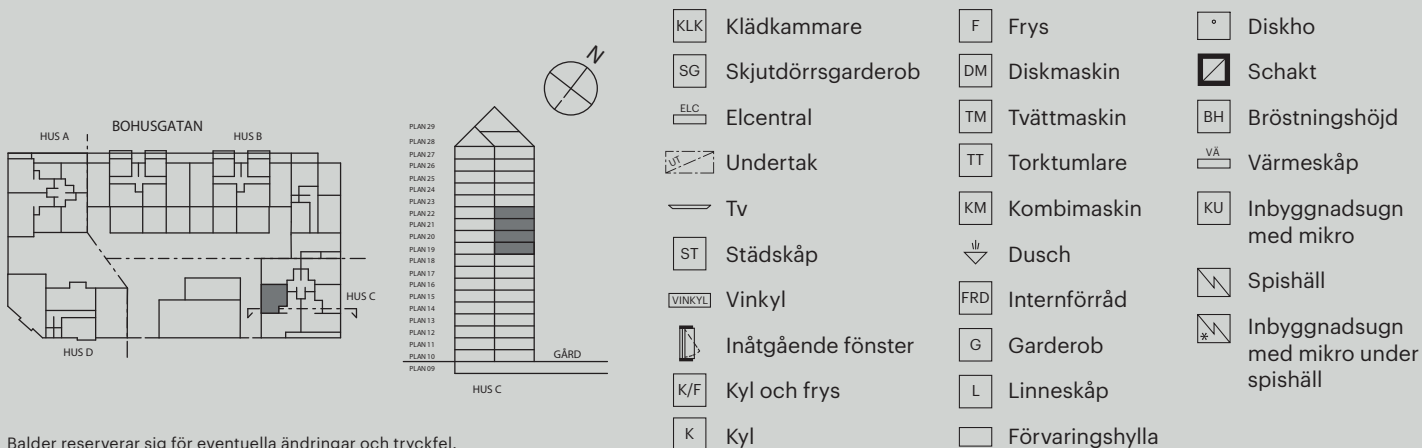 BOHUSGATAN
HUS A
HUS B
HUS C
HUS D
N
PLAN 29
PLAN 28
PLAN 27
PLAN 26
PLAN 25
PLAN 24
PLAN 23
PLAN 22
PLAN 21
PLAN 20
PLAN 19
PLAN 18
PLAN 17
PLAN 16
PLAN 15
PLAN 14
PLAN 13
PLAN 12
PLAN 11
PLAN 10
PLAN 09
GÅRD
HUS C
Balder reserverar sig för eventuella ändringar och tryckfel.
KLK Klädkammare
SG Skjutdörrsgarderob
ELC Elcentral
UT Undertak
Tv
ST Städskåp
VINKYL Vinkyl
Inåtgående fönster
K/F Kyl och frys
K Kyl
F Frys
DM Diskmaskin
TM Tvättmaskin
TT Torktumlare
KM Kombimaskin
Dusch
FRD Internförråd
G Garderob
L Linneskåp
Förvaringshylla
Diskho
Schakt
BH Bröstningshöjd
VÄ Värmeskåp
KU Inbyggnadsugn
med mikro
Spishäll
* Inbyggnadsugn
med mikro under
spishäll